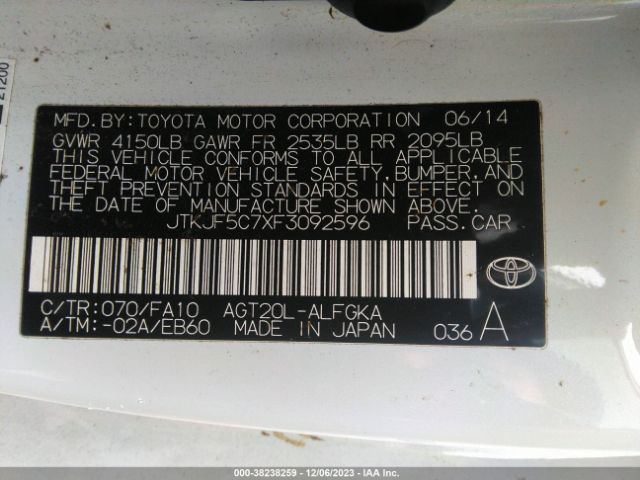 21200
MFD.BY:TOYOTA MOTOR CORPORATION 06/14
GVWR 4150LB GAWR FR 2535LB RR 2095LB
THIS VEHICLE CONFORMS TO ALL APPLICABLE
FEDERAL MOTOR VEHICLE SAFETY,BUMPER,AND
THEFT PREVENTION STANDARDS IN EFFECT ON
THE DATE OF MANUFACTURE SHOWN ABOVE.
JTKJF5C7XF3092596 PASS.CAR
C/TR:070/FA10 AGT20L-ALFGKA
A/TM:-02A/EB60 MADE IN JAPAN 036 A
000-38238259 - 12/06/2023 - IAA Inc.